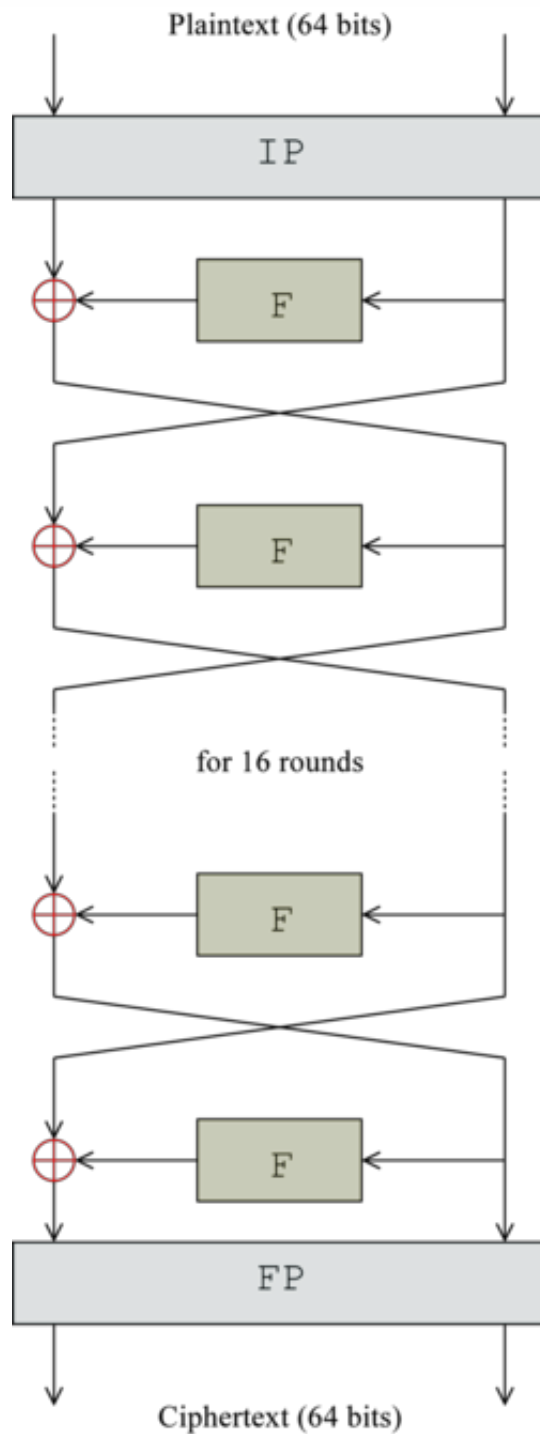 Plaintext (64 bits)
IP
F
F
for 16 rounds
F
F
FP
Ciphertext (64 bits)